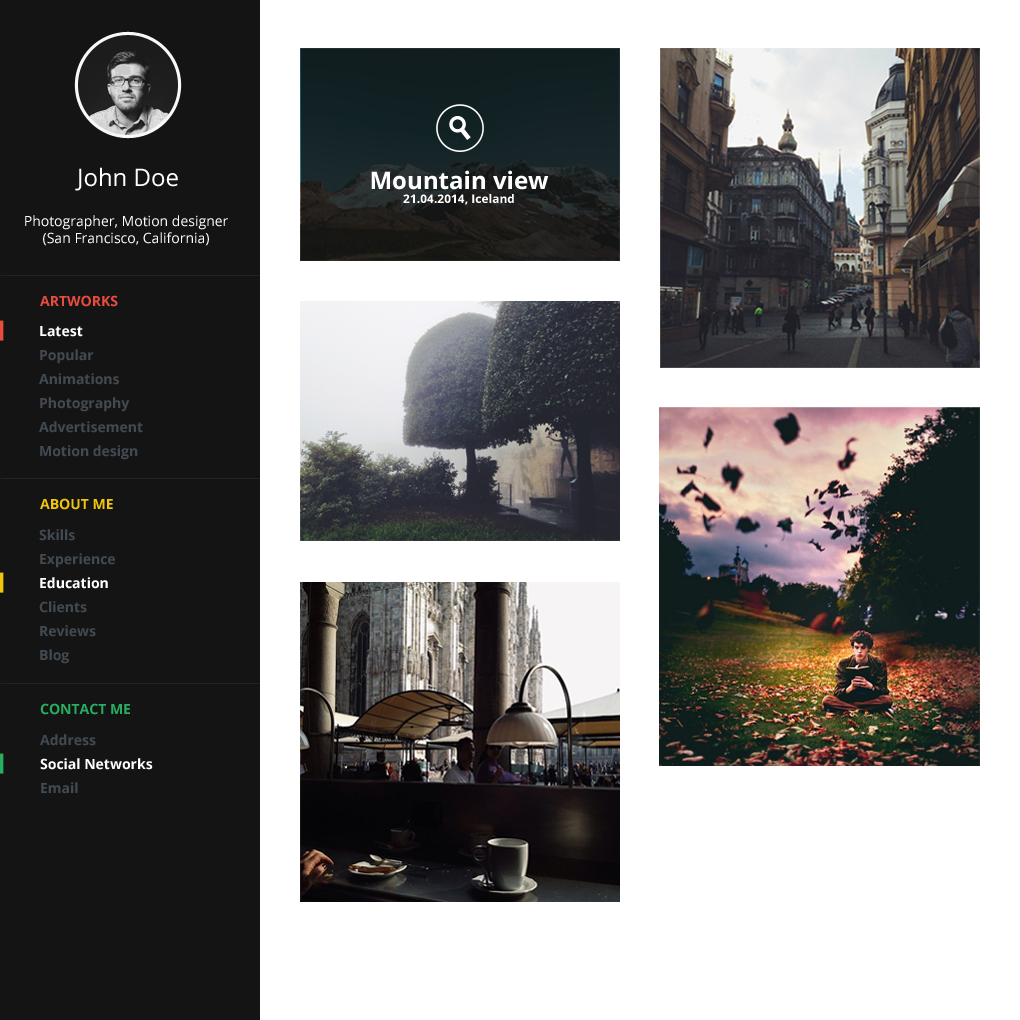 John Doe
Photographer, Motion designer
(San Francisco, California)
ARTWORKS
Latest
Popular
Animations
Photography
Advertisement
Motion design
ABOUT ME
Skills
Experience
Education
Clients
Reviews
Blog
CONTACT ME
Address
Social Networks
Email
Mountain view
21.04.2014, Iceland